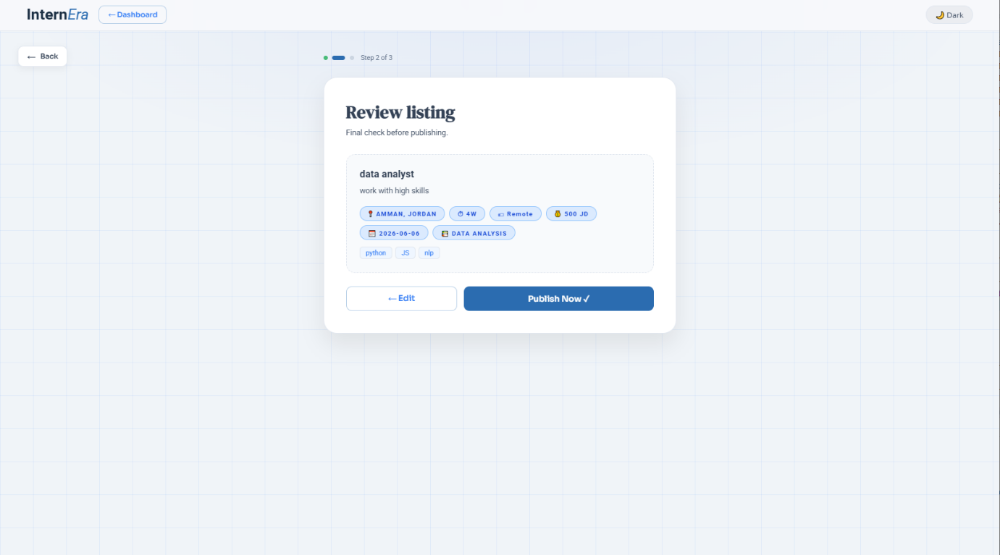 InternEra ← Dashboard 🌙 Dark
← Back
Step 2 of 3
Review listing
Final check before publishing.
data analyst
work with high skills
📍 AMMAN, JORDAN ⏱ 4W Remote 💰 500 JD
📅 2026-06-06 DATA ANALYSIS
python JS nlp
← Edit Publish Now ✓